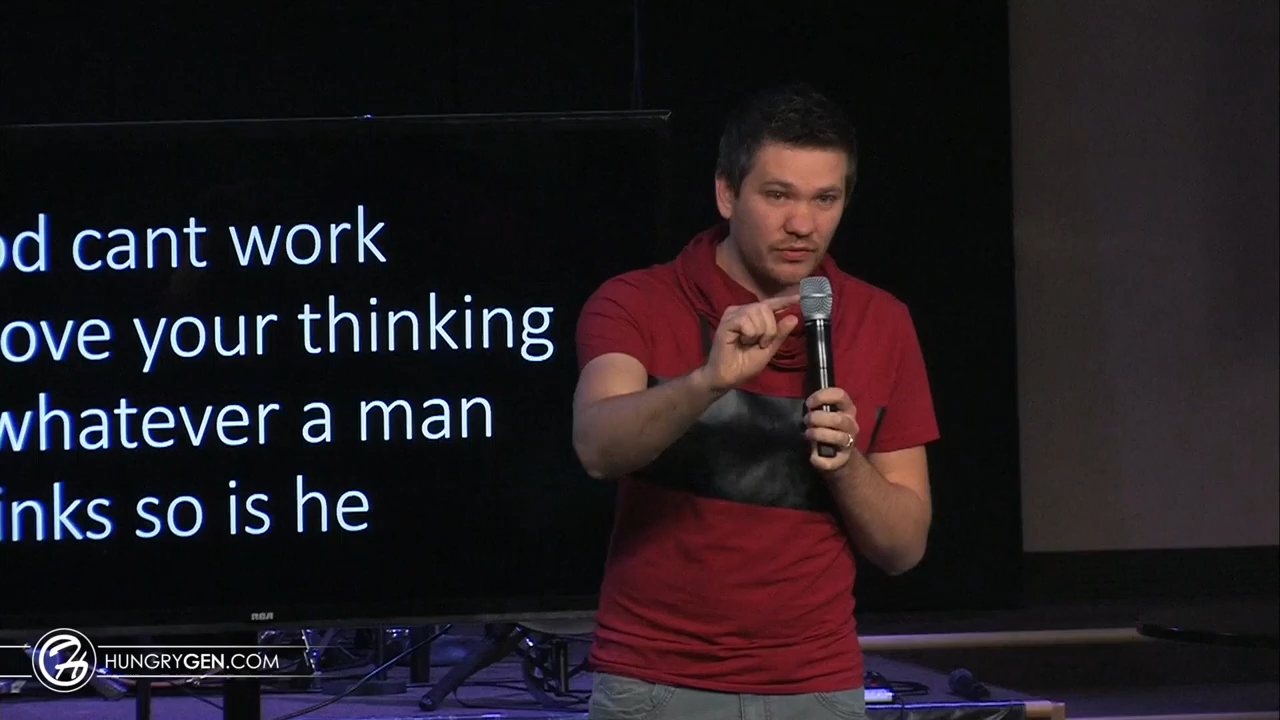 od cant work
ove your thinking
whatever a man
inks so is he
RCA
HUNGRYGEN.COM